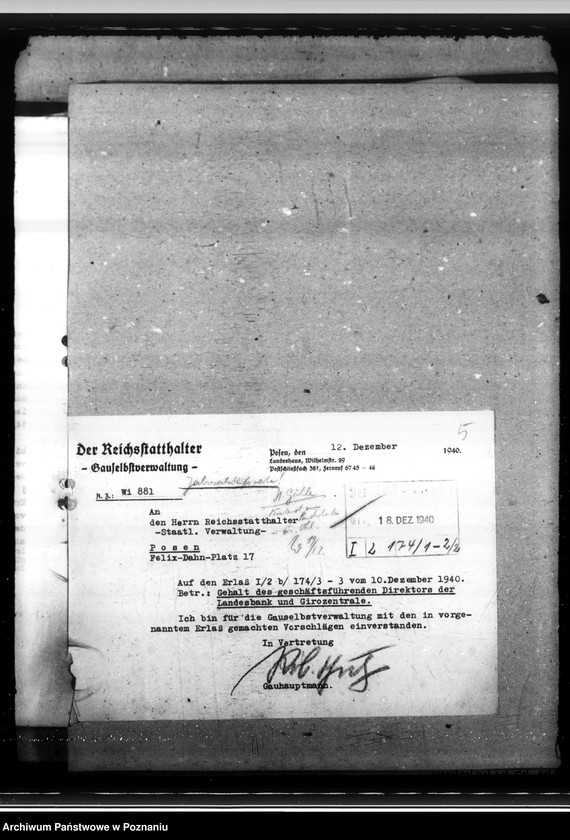 5
Der Reichsstatthalter
- Gauselbstverwaltung -
Posen, den 12. Dezember 1940.
Landeshaus, Wilhelmstr. 29
Postschließfach 381, Fernruf 6745 - 48
A. Z.: Wi 881
18. DEZ. 1940
I 2 174/1-2/2
An
den Herrn Reichsstatthalter
-Staatl. Verwaltung-
Posen
Felix-Dahn-Platz 17
Auf den Erlaß I/2 b/ 174/3 - 3 vom 10.Dezember 1940.
Betr.: Gehalt des geschäftsführenden Direktors der
Landesbank und Girozentrale.
Ich bin für die Gauselbstverwaltung mit den in vorge-
nanntem Erlaß gemachten Vorschlägen einverstanden.
In Vertretung
Gauhauptmann.
Archiwum Państwowe w Poznaniu